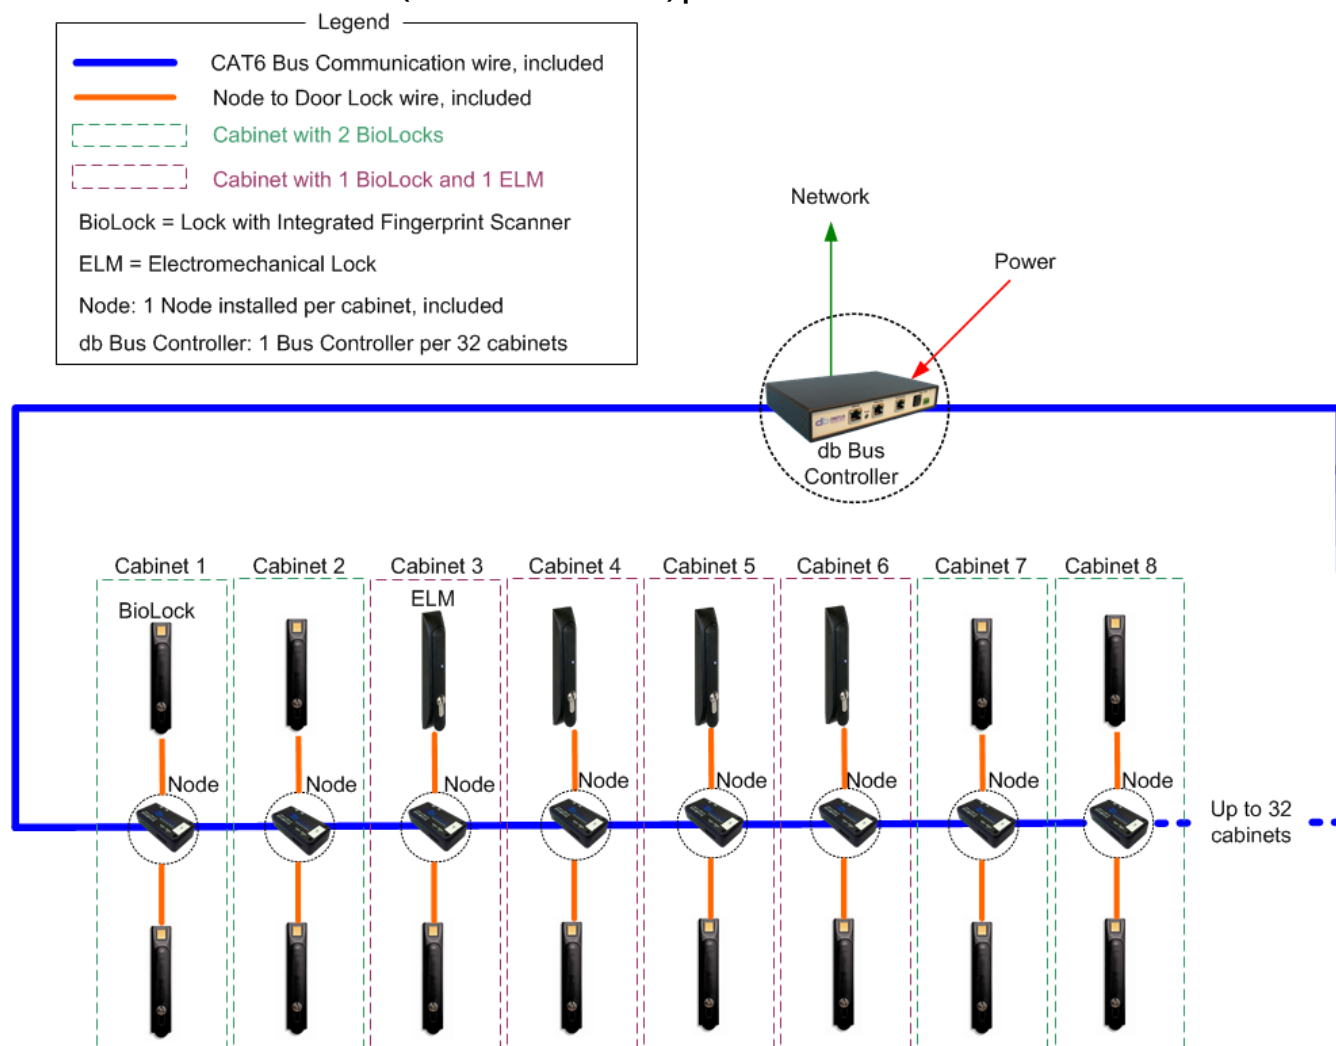 Legend
CAT6 Bus Communication wire, included
Node to Door Lock wire, included
Cabinet with 2 BioLocks
Cabinet with 1 BioLock and 1 ELM
BioLock = Lock with Integrated Fingerprint Scanner
ELM = Electromechanical Lock
Node: 1 Node installed per cabinet, included
db Bus Controller: 1 Bus Controller per 32 cabinets
Network
Power
db
db Bus
Controller
Cabinet 1
Cabinet 2
Cabinet 3
Cabinet 4
Cabinet 5
Cabinet 6
Cabinet 7
Cabinet 8
BioLock
ELM
Node
Node
Node
Node
Node
Node
Node
Node
Up to 32
cabinets